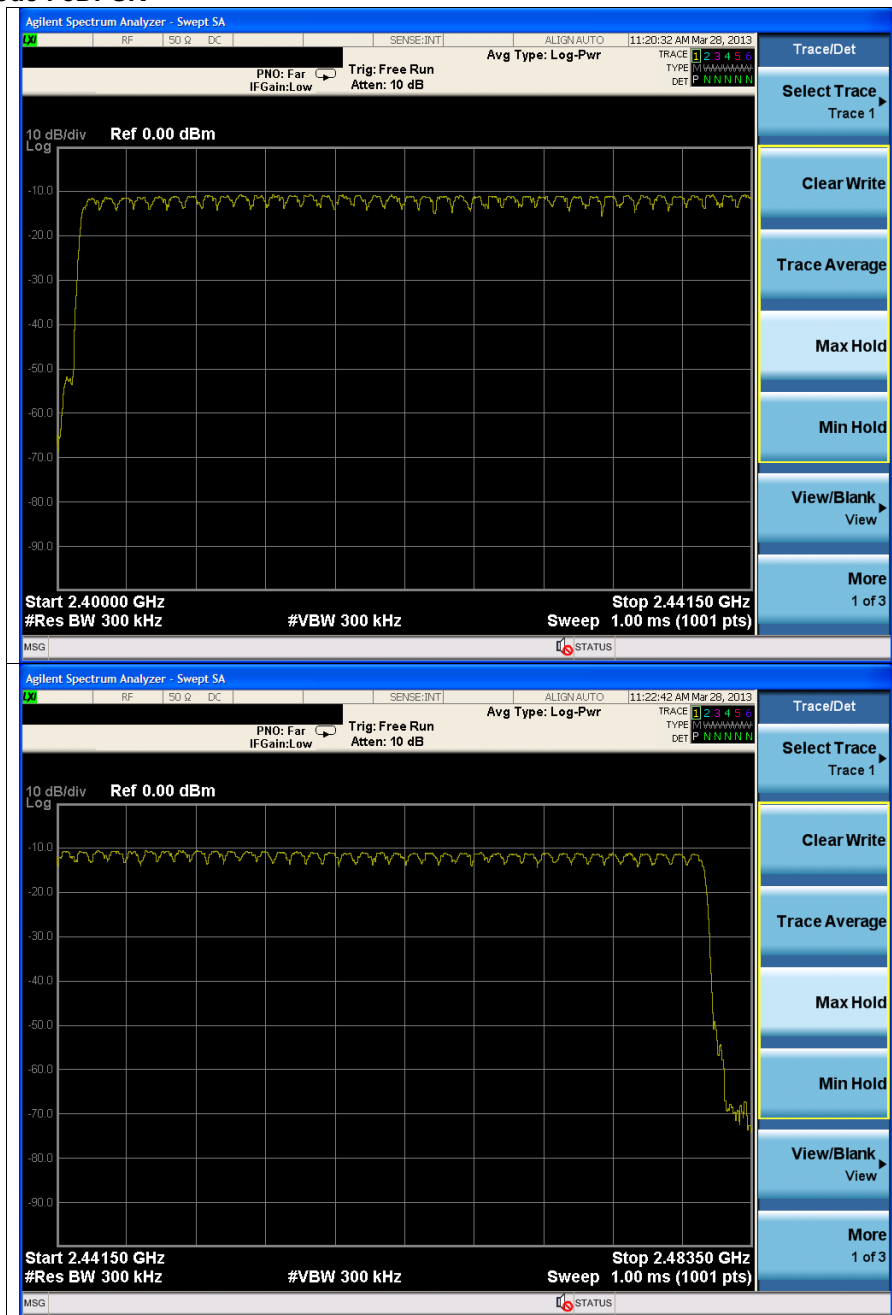 Agilent Spectrum Analyzer - Swept SA
LXI RF 50 Ω DC SENSE:INT ALIGN AUTO 11:20:32 AM Mar 28, 2013
Avg Type: Log-Pwr TRACE 1 2 3 4 5 6
PNO: Far Trig: Free Run TYPE M WWWWW
IFGain:Low Atten: 10 dB DET P N N N N N
Trace/Det
Select Trace
Trace 1
10 dB/div Ref 0.00 dBm
Log
-10.0
-20.0
-30.0
-40.0
-50.0
-60.0
-70.0
-80.0
-90.0
Clear Write
Trace Average
Max Hold
Min Hold
View/Blank
View
More
1 of 3
Start 2.40000 GHz Stop 2.44150 GHz
#Res BW 300 kHz #VBW 300 kHz Sweep 1.00 ms (1001 pts)
MSG STATUS
Agilent Spectrum Analyzer - Swept SA
LXI RF 50 Ω DC SENSE:INT ALIGN AUTO 11:22:42 AM Mar 28, 2013
Avg Type: Log-Pwr TRACE 1 2 3 4 5 6
PNO: Far Trig: Free Run TYPE M WWWWW
IFGain:Low Atten: 10 dB DET P N N N N N
Trace/Det
Select Trace
Trace 1
10 dB/div Ref 0.00 dBm
Log
-10.0
-20.0
-30.0
-40.0
-50.0
-60.0
-70.0
-80.0
-90.0
Clear Write
Trace Average
Max Hold
Min Hold
View/Blank
View
More
1 of 3
Start 2.44150 GHz Stop 2.48350 GHz
#Res BW 300 kHz #VBW 300 kHz Sweep 1.00 ms (1001 pts)
MSG STATUS